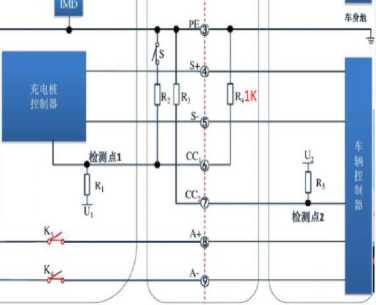 IMD
PE ③
车身地
S
S+ ④
充电桩
控制器
R₂
R₃
R₄ 1K
S- ⑤
检测点1
CC₁ ⑥
U₂
车辆控制器
R₁
R₅
U₁
CC₂ ⑦
检测点2
A+ ⑧
A- ⑨